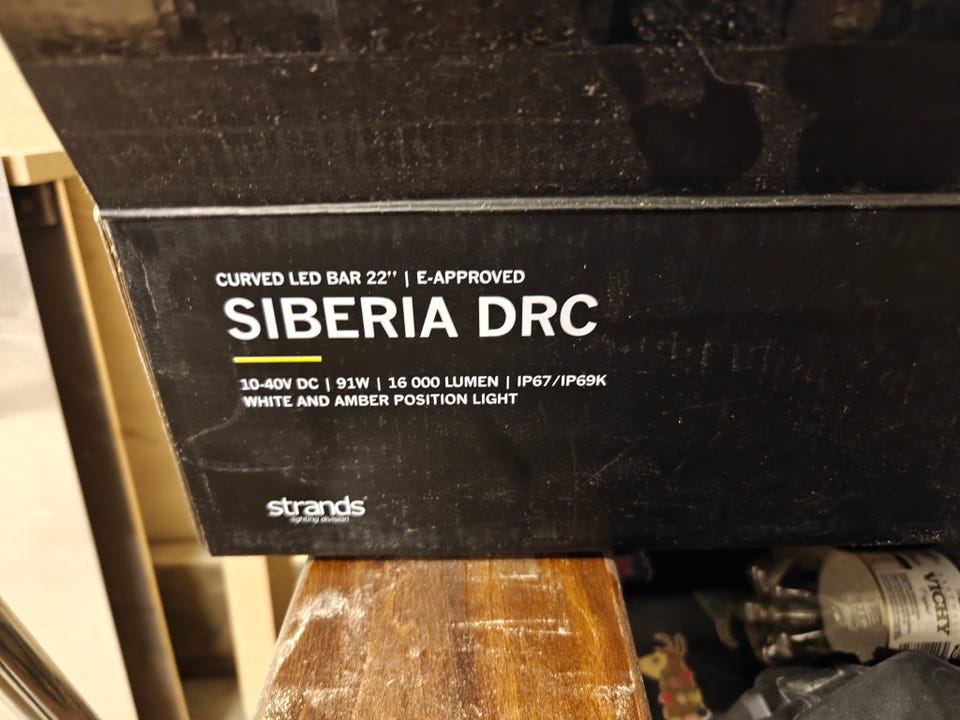 CURVED LED BAR 22’’ | E-APPROVED
SIBERIA DRC
10-40V DC | 91W | 16 000 LUMEN | IP67/IP69K
WHITE AND AMBER POSITION LIGHT
strands
lighting division
VICHY